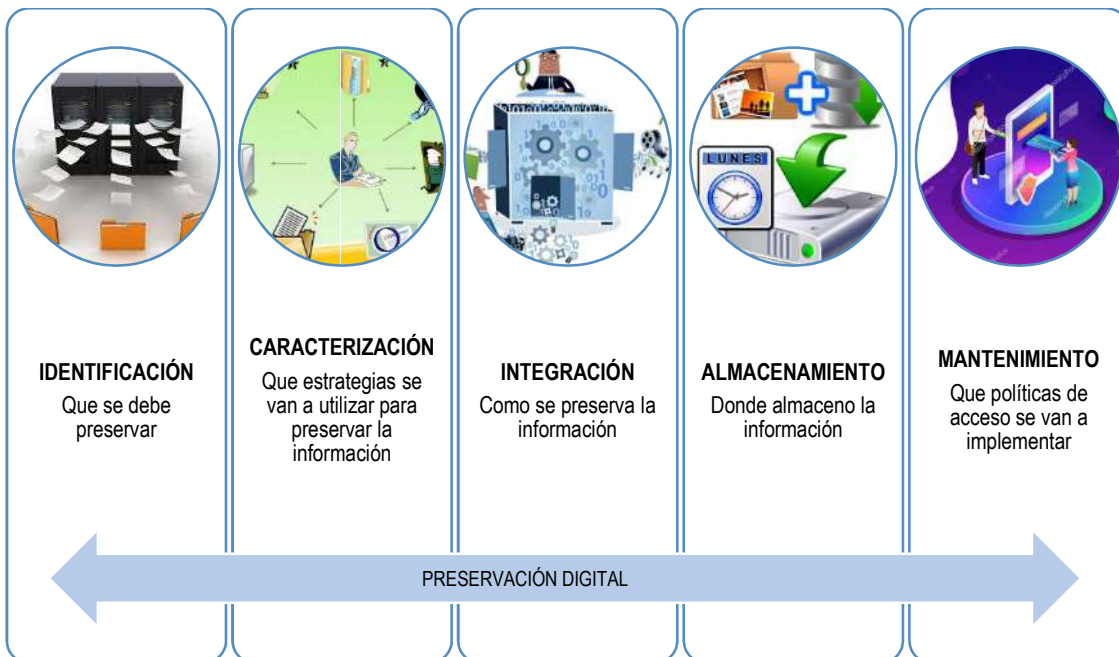 LUNES
IDENTIFICACIÓN
Que se debe
preservar
CARACTERIZACIÓN
Que estrategias se
van a utilizar para
preservar la
información
INTEGRACIÓN
Como se preserva la
información
ALMACENAMIENTO
Donde almaceno la
información
MANTENIMIENTO
Que políticas de
acceso se van a
implementar
PRESERVACIÓN DIGITAL